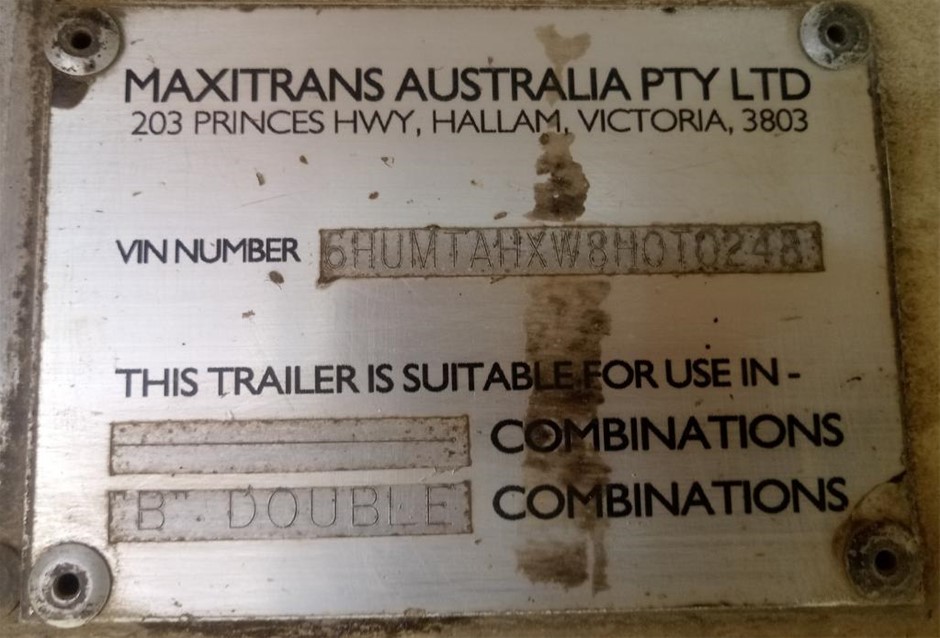 MAXITRANS AUSTRALIA PTY LTD
203 PRINCES HWY, HALLAM, VICTORIA, 3803
VIN NUMBER
THIS TRAILER IS SUITABLE FOR USE IN -
COMBINATIONS
"B" DOUBLE COMBINATIONS